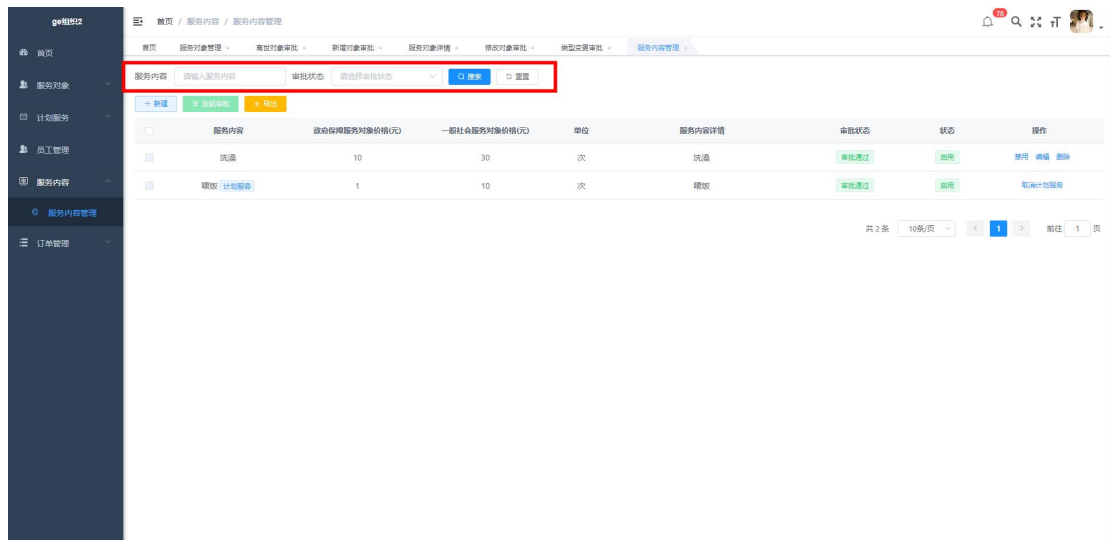 ge组织2
首页 / 服务内容 / 服务内容管理
78
首页
服务对象管理 ×
离世对象审批 ×
新增对象审批 ×
服务对象详情 ×
修改对象审批 ×
类型变更审批 ×
服务内容管理 ×
首页
服务对象
计划服务
员工管理
服务内容
服务内容管理
订单管理
服务内容 请输入服务内容 审批状态 请选择审批状态 搜索 重置
+ 新建 发起审批 导出
服务内容 政府保障服务对象价格(元) 一般社会服务对象价格(元) 单位 服务内容详情 审批状态 状态 操作
洗澡 10 30 次 洗澡 审批通过 启用 禁用 编辑 删除
喂饭 计划服务 1 10 次 喂饭 审批通过 启用 取消计划服务
共 2 条 10条/页 < 1 > 前往 1 页